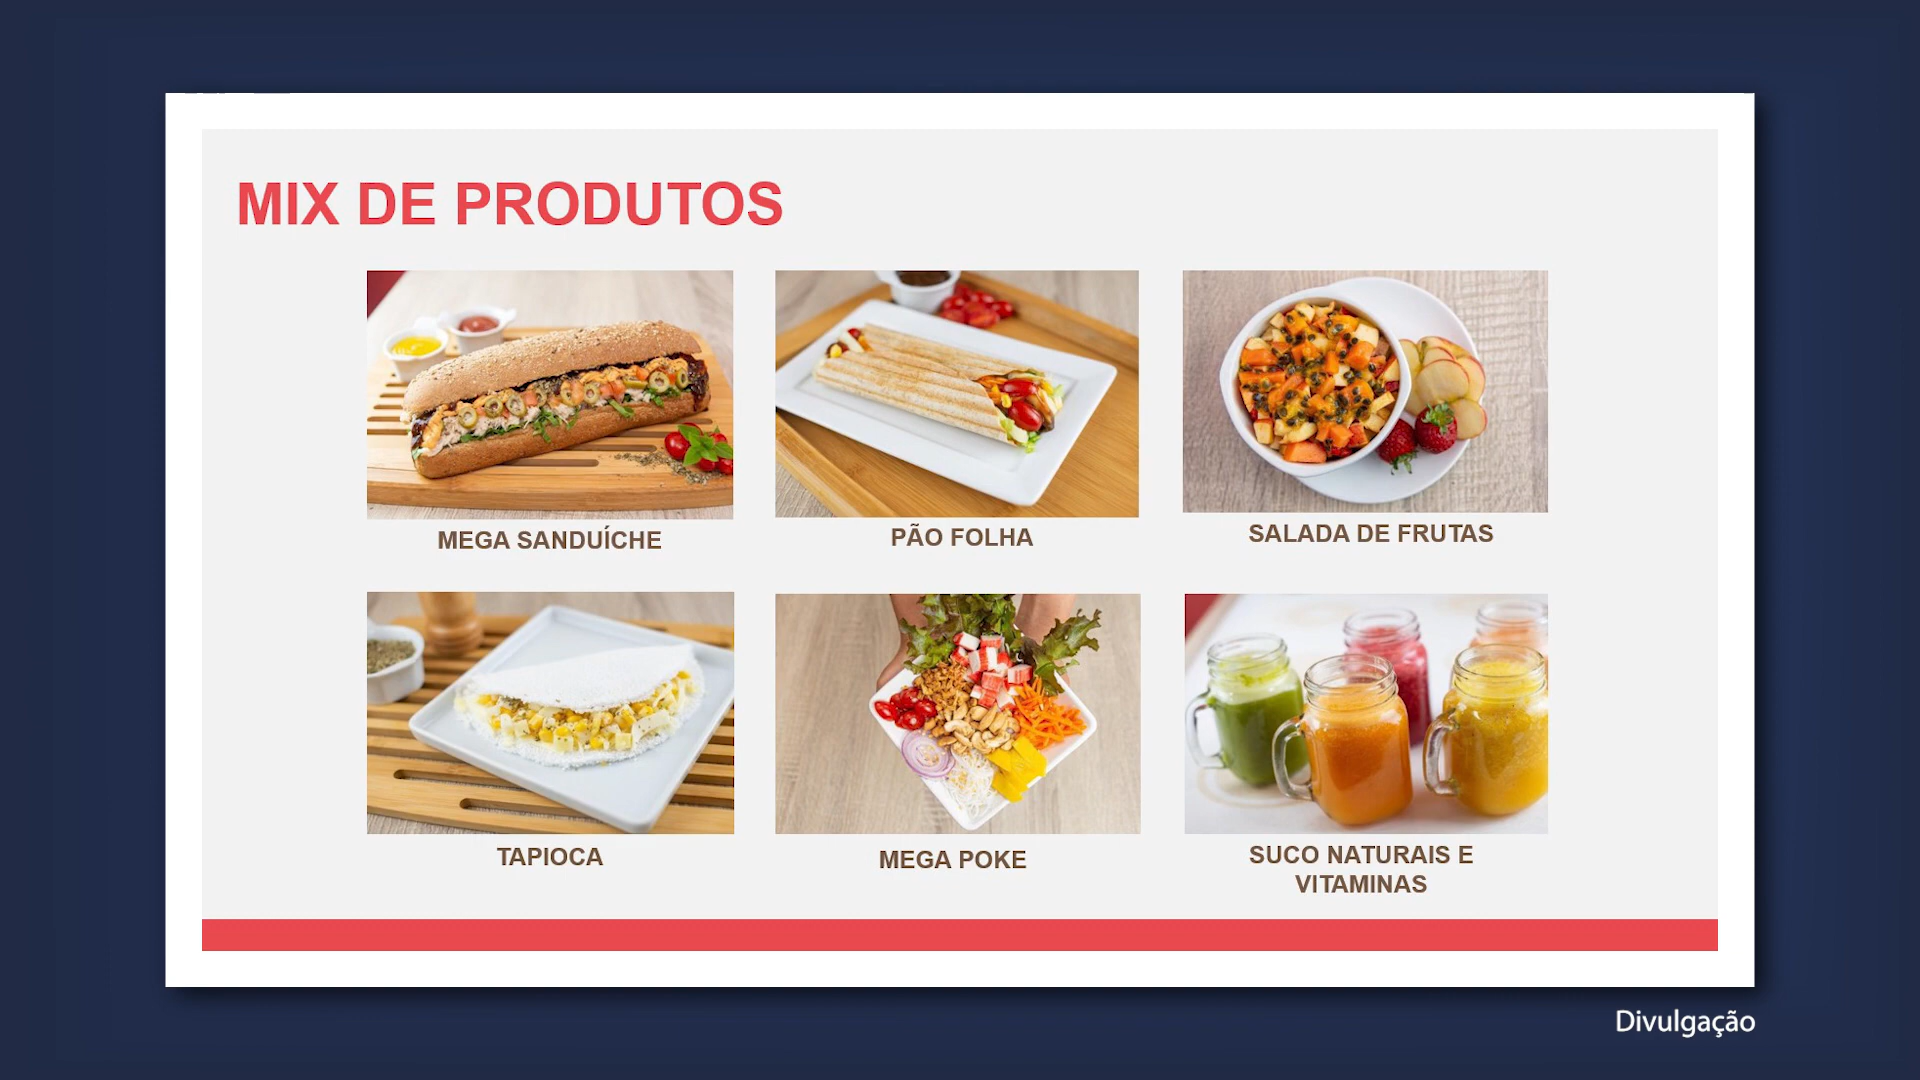 MIX DE PRODUTOS
MEGA SANDUÍCHE
PÃO FOLHA
SALADA DE FRUTAS
TAPIOCA
MEGA POKE
SUCO NATURAIS E
VITAMINAS
Divulgação